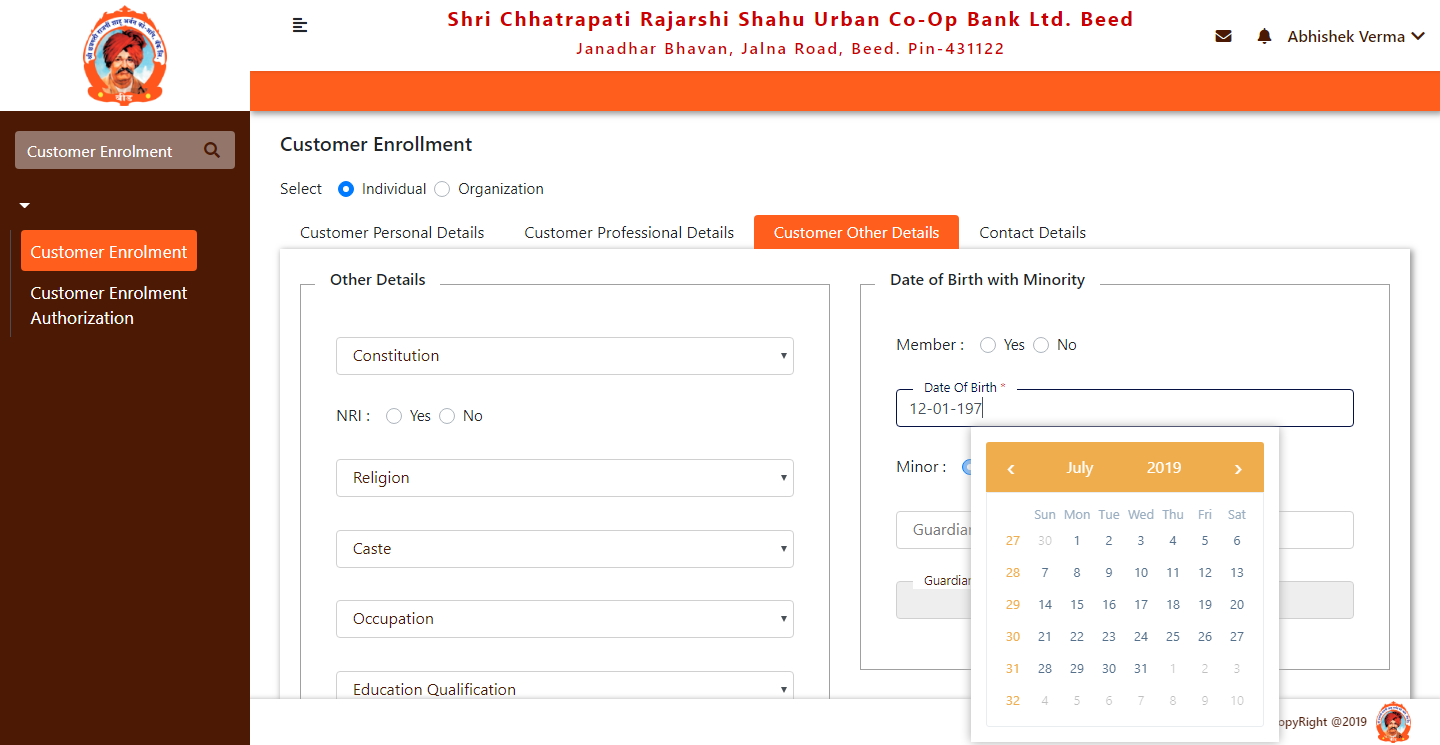 Shri Chhatrapati Rajarshi Shahu Urban Co-Op Bank Ltd. Beed
Janadhar Bhavan, Jalna Road, Beed. Pin-431122
Abhishek Verma
बीड
Customer Enrolment
Customer Enrolment
Customer Enrolment
Authorization
Customer Enrollment
Select Individual Organization
Customer Personal Details Customer Professional Details Customer Other Details Contact Details
Other Details
Constitution
NRI : Yes No
Religion
Caste
Occupation
Education Qualification
Date of Birth with Minority
Member : Yes No
Date Of Birth *
12-01-197
Minor :
Guardian
Guardian
‹ July 2019 ›
Sun Mon Tue Wed Thu Fri Sat
27 30 1 2 3 4 5 6
28 7 8 9 10 11 12 13
29 14 15 16 17 18 19 20
30 21 22 23 24 25 26 27
31 28 29 30 31 1 2 3
32 4 5 6 7 8 9 10
opyRight @2019